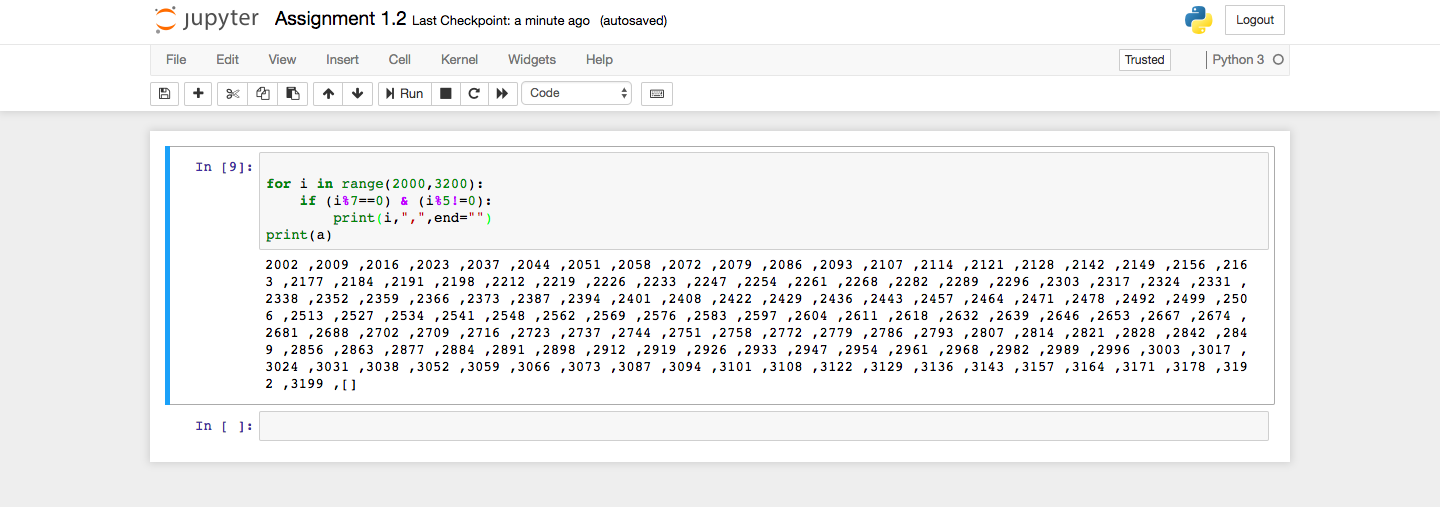 jupyter Assignment 1.2 Last Checkpoint: a minute ago (autosaved) Logout
File Edit View Insert Cell Kernel Widgets Help Trusted Python 3
Run Code
In [9]:
for i in range(2000,3200):
    if (i%7==0) & (i%5!=0):
        print(i,",",end="")
print(a)
2002 ,2009 ,2016 ,2023 ,2037 ,2044 ,2051 ,2058 ,2072 ,2079 ,2086 ,2093 ,2107 ,2114 ,2121 ,2128 ,2142 ,2149 ,2156 ,216
3 ,2177 ,2184 ,2191 ,2198 ,2212 ,2219 ,2226 ,2233 ,2247 ,2254 ,2261 ,2268 ,2282 ,2289 ,2296 ,2303 ,2317 ,2324 ,2331 ,
2338 ,2352 ,2359 ,2366 ,2373 ,2387 ,2394 ,2401 ,2408 ,2422 ,2429 ,2436 ,2443 ,2457 ,2464 ,2471 ,2478 ,2492 ,2499 ,250
6 ,2513 ,2527 ,2534 ,2541 ,2548 ,2562 ,2569 ,2576 ,2583 ,2597 ,2604 ,2611 ,2618 ,2632 ,2639 ,2646 ,2653 ,2667 ,2674 ,
2681 ,2688 ,2702 ,2709 ,2716 ,2723 ,2737 ,2744 ,2751 ,2758 ,2772 ,2779 ,2786 ,2793 ,2807 ,2814 ,2821 ,2828 ,2842 ,284
9 ,2856 ,2863 ,2877 ,2884 ,2891 ,2898 ,2912 ,2919 ,2926 ,2933 ,2947 ,2954 ,2961 ,2968 ,2982 ,2989 ,2996 ,3003 ,3017 ,
3024 ,3031 ,3038 ,3052 ,3059 ,3066 ,3073 ,3087 ,3094 ,3101 ,3108 ,3122 ,3129 ,3136 ,3143 ,3157 ,3164 ,3171 ,3178 ,319
2 ,3199 ,[]
In [ ]: